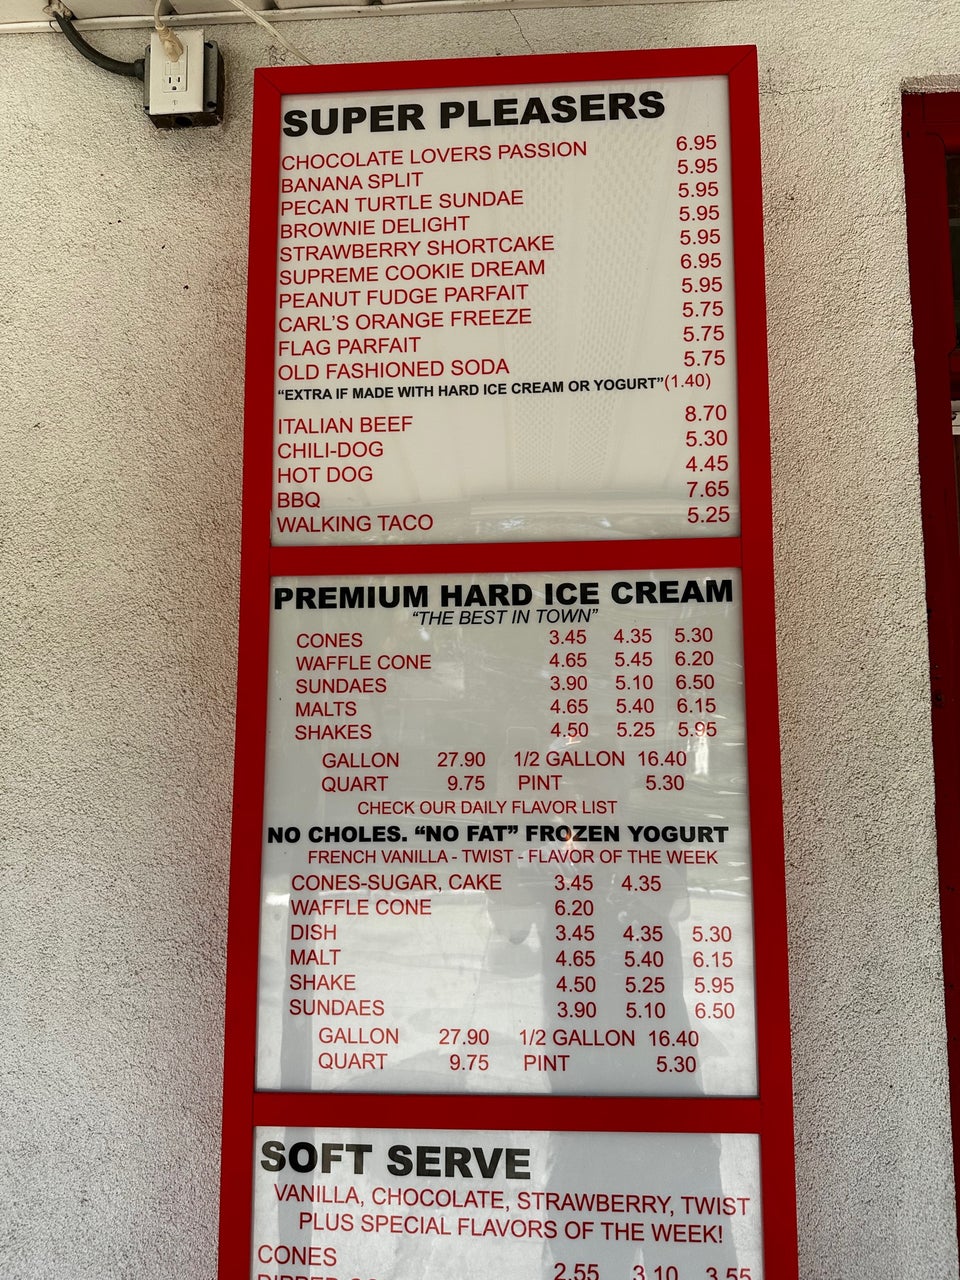 SUPER PLEASERS
CHOCOLATE LOVERS PASSION 6.95
BANANA SPLIT 5.95
PECAN TURTLE SUNDAE 5.95
BROWNIE DELIGHT 5.95
STRAWBERRY SHORTCAKE 5.95
SUPREME COOKIE DREAM 6.95
PEANUT FUDGE PARFAIT 5.95
CARL'S ORANGE FREEZE 5.75
FLAG PARFAIT 5.75
OLD FASHIONED SODA 5.75
"EXTRA IF MADE WITH HARD ICE CREAM OR YOGURT"(1.40)
ITALIAN BEEF 8.70
CHILI-DOG 5.30
HOT DOG 4.45
BBQ 7.65
WALKING TACO 5.25
PREMIUM HARD ICE CREAM
"THE BEST IN TOWN"
CONES 3.45 4.35 5.30
WAFFLE CONE 4.65 5.45 6.20
SUNDAES 3.90 5.10 6.50
MALTS 4.65 5.40 6.15
SHAKES 4.50 5.25 5.95
GALLON 27.90 1/2 GALLON 16.40
QUART 9.75 PINT 5.30
CHECK OUR DAILY FLAVOR LIST
NO CHOLES. "NO FAT" FROZEN YOGURT
FRENCH VANILLA - TWIST - FLAVOR OF THE WEEK
CONES-SUGAR, CAKE 3.45 4.35
WAFFLE CONE 6.20
DISH 3.45 4.35 5.30
MALT 4.65 5.40 6.15
SHAKE 4.50 5.25 5.95
SUNDAES 3.90 5.10 6.50
GALLON 27.90 1/2 GALLON 16.40
QUART 9.75 PINT 5.30
SOFT SERVE
VANILLA, CHOCOLATE, STRAWBERRY, TWIST
PLUS SPECIAL FLAVORS OF THE WEEK!
CONES 2.55 3.10 3.55